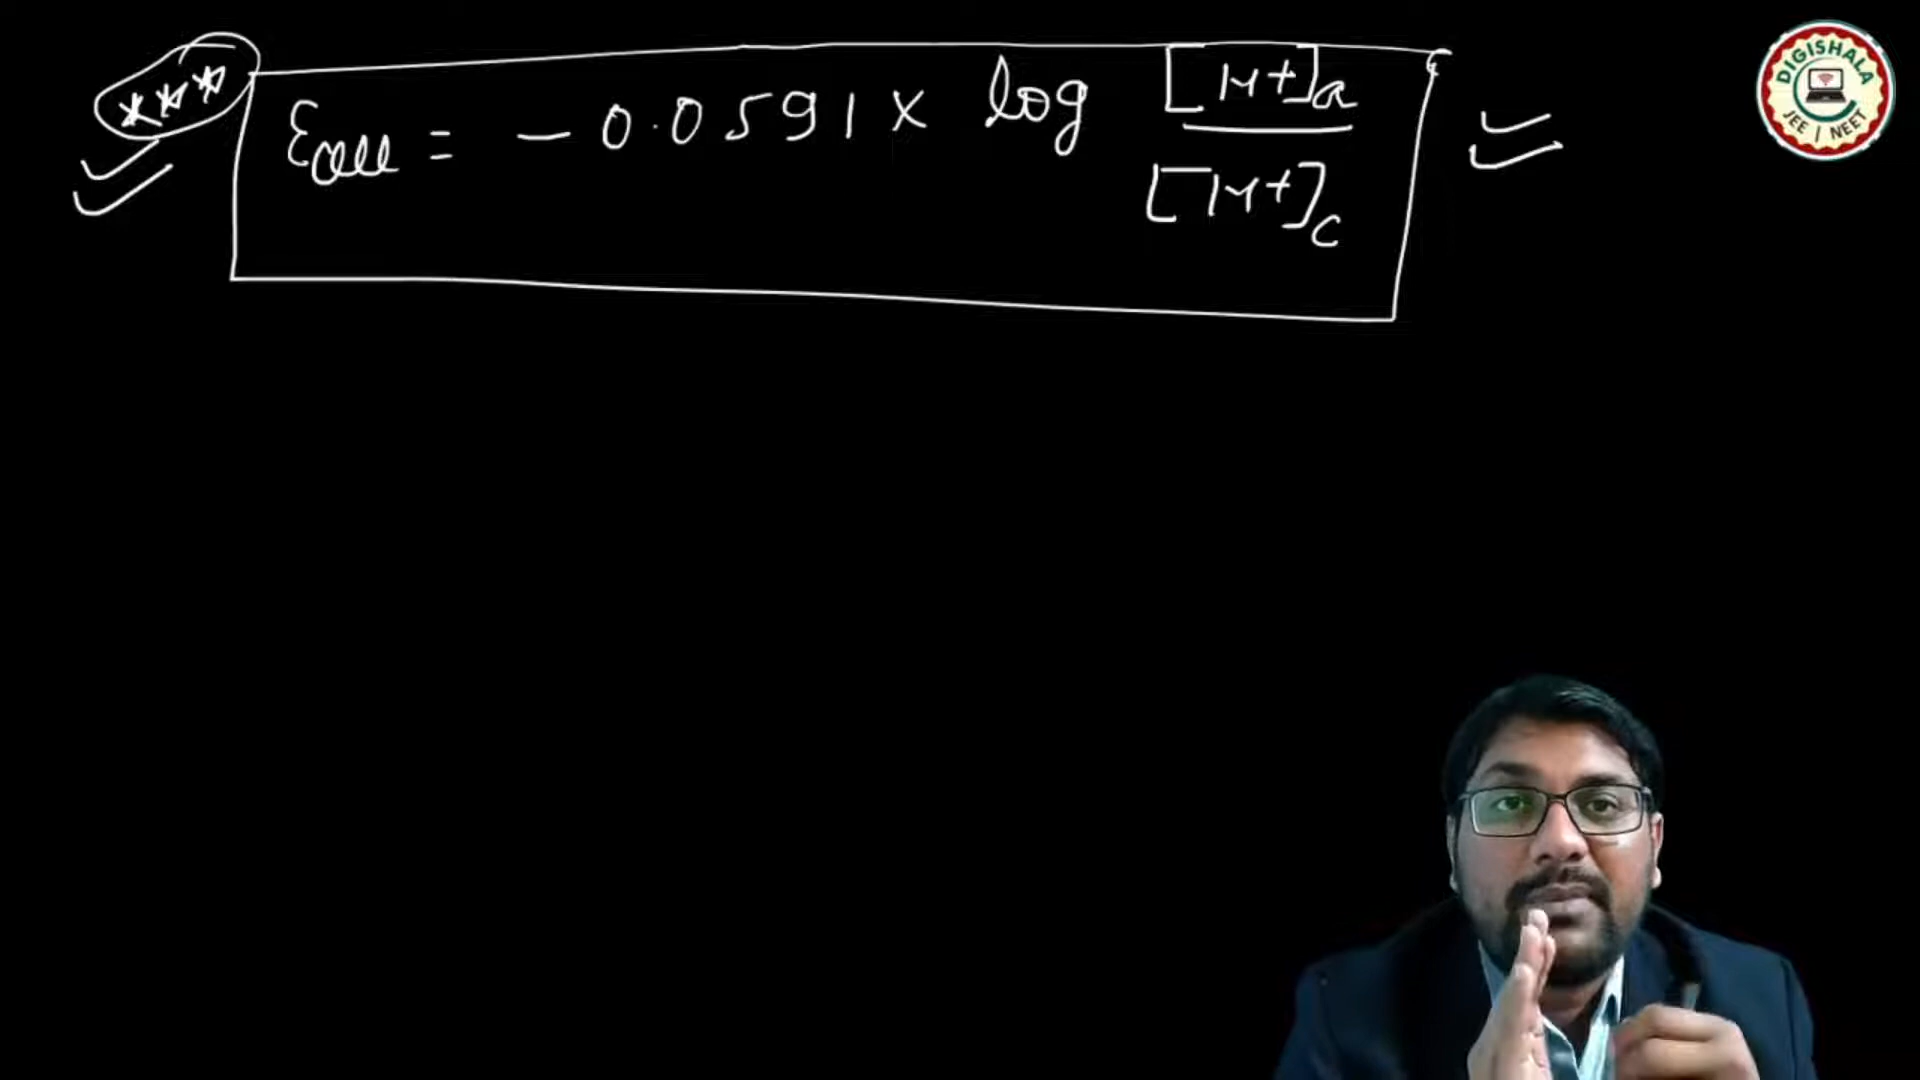 ***
Ecell = - 0.0591 x log [H+]a / [H+]c
DIGISHALA
JEE | NEET